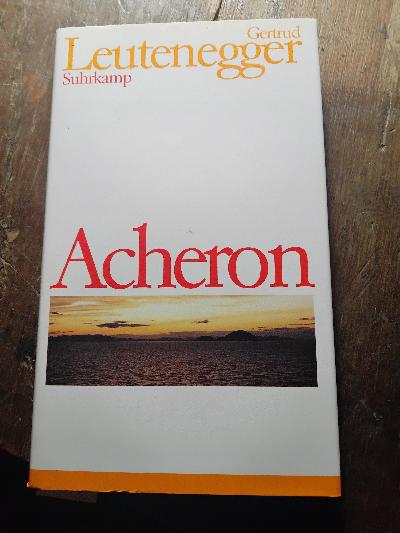 Gertrud
Leutenegger
Suhrkamp
Acheron